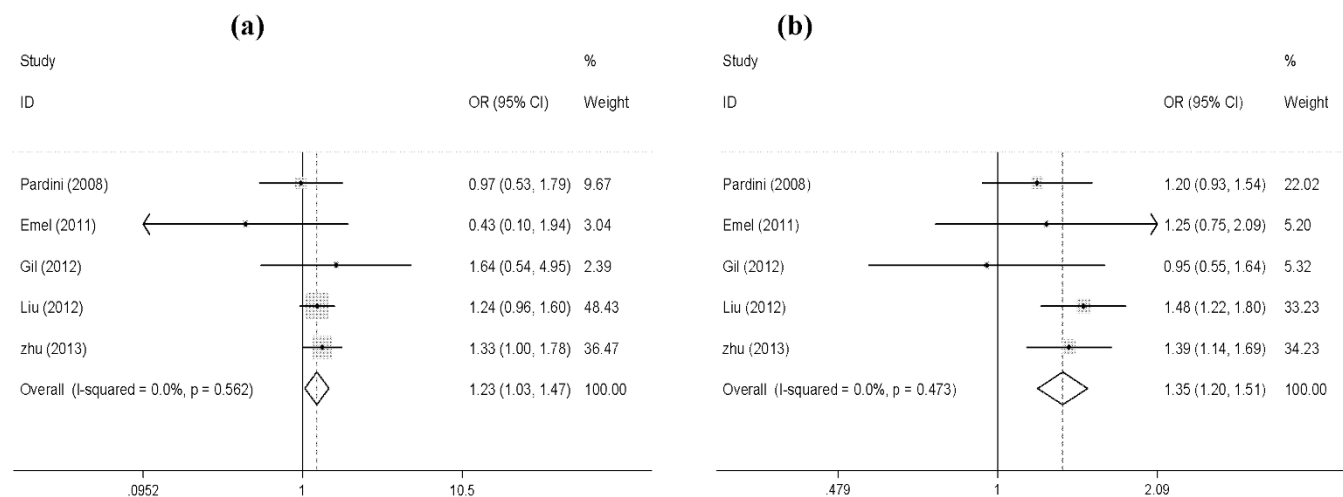 (a)
Study %
ID OR (95% CI) Weight
Pardini (2008) 0.97 (0.53, 1.79) 9.67
Emel (2011) 0.43 (0.10, 1.94) 3.04
Gil (2012) 1.64 (0.54, 4.95) 2.39
Liu (2012) 1.24 (0.96, 1.60) 48.43
zhu (2013) 1.33 (1.00, 1.78) 36.47
Overall (I-squared = 0.0%, p = 0.562) 1.23 (1.03, 1.47) 100.00
.0952 1 10.5
(b)
Study %
ID OR (95% CI) Weight
Pardini (2008) 1.20 (0.93, 1.54) 22.02
Emel (2011) 1.25 (0.75, 2.09) 5.20
Gil (2012) 0.95 (0.55, 1.64) 5.32
Liu (2012) 1.48 (1.22, 1.80) 33.23
zhu (2013) 1.39 (1.14, 1.69) 34.23
Overall (I-squared = 0.0%, p = 0.473) 1.35 (1.20, 1.51) 100.00
.479 1 2.09